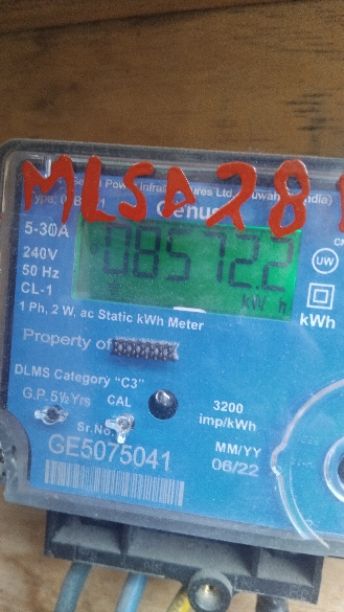 MLSD28
Genus
5-30A
240V
50 Hz
CL-1
08572.2
kW h
UW
kWh
1 Ph, 2 W, ac Static kWh Meter
Property of
DLMS Category "C3"
G.P. 5½ Yrs CAL
3200
imp/kWh
Sr.No.
GE5075041
MM/YY
06/22